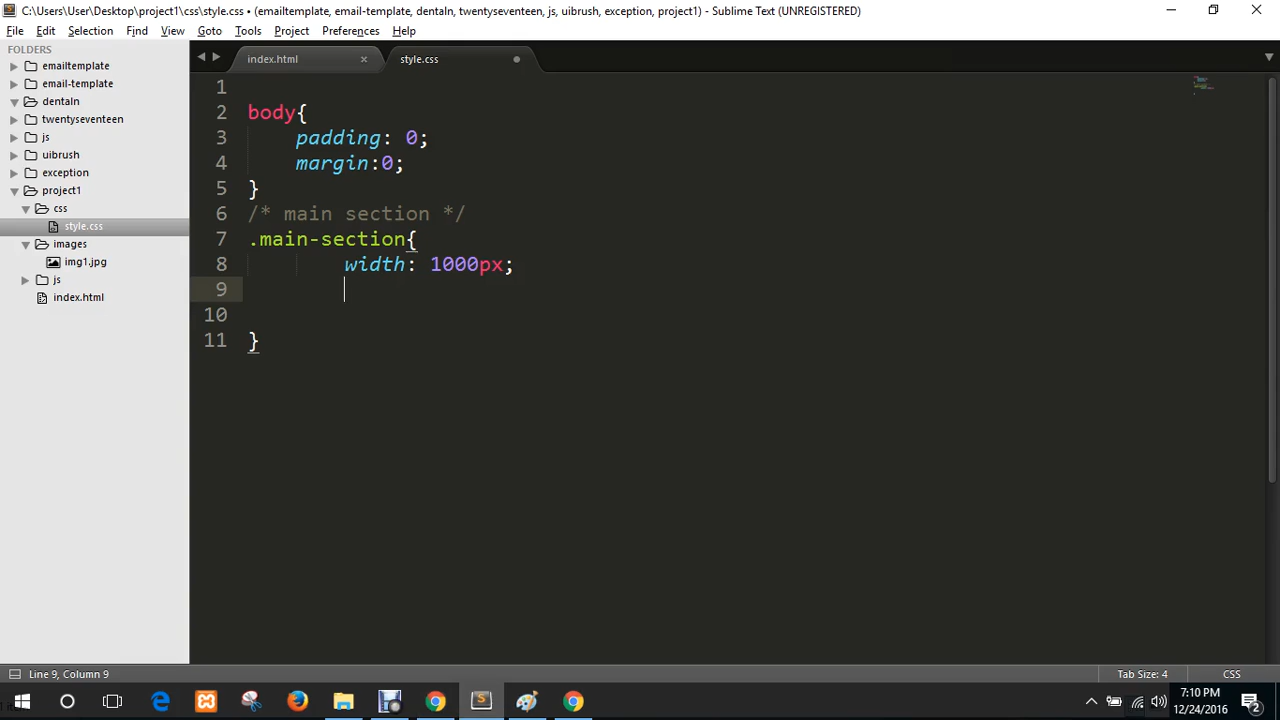 C:\Users\User\Desktop\project1\css\style.css • (emailtemplate, email-template, dentaln, twentyseventeen, js, uibrush, exception, project1) - Sublime Text (UNREGISTERED)
File Edit Selection Find View Goto Tools Project Preferences Help
FOLDERS
emailtemplate
email-template
dentaln
twentyseventeen
js
uibrush
exception
project1
css
style.css
images
img1.jpg
js
index.html
index.html × style.css
1
2 body{
3 padding: 0;
4 margin:0;
5 }
6 /* main section */
7 .main-section{
8 width: 1000px;
9
10
11 }
Line 9, Column 9 Tab Size: 4 CSS
7:10 PM
12/24/2016
2